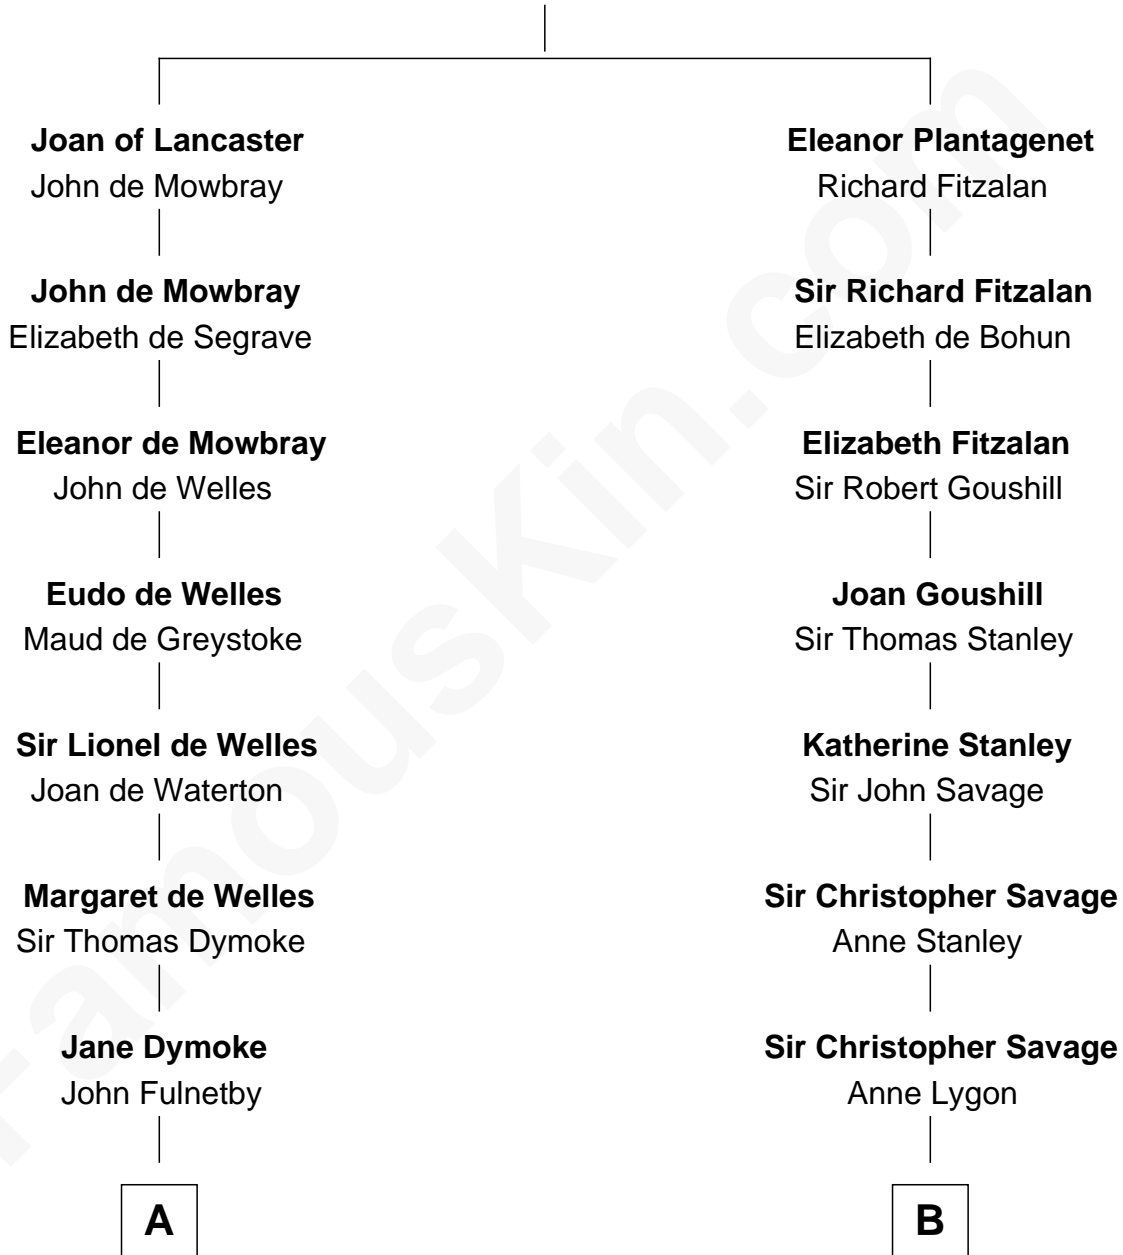 Joan of Lancaster
John de Mowbray
Eleanor Plantagenet
Richard Fitzalan
John de Mowbray
Elizabeth de Segrave
Sir Richard Fitzalan
Elizabeth de Bohun
Eleanor de Mowbray
John de Welles
Elizabeth Fitzalan
Sir Robert Goushill
Eudo de Welles
Maud de Greystoke
Joan Goushill
Sir Thomas Stanley
Sir Lionel de Welles
Joan de Waterton
Katherine Stanley
Sir John Savage
Margaret de Welles
Sir Thomas Dymoke
Sir Christopher Savage
Anne Stanley
Jane Dymoke
John Fulnetby
Sir Christopher Savage
Anne Lygon
A
B
FamousKin.com